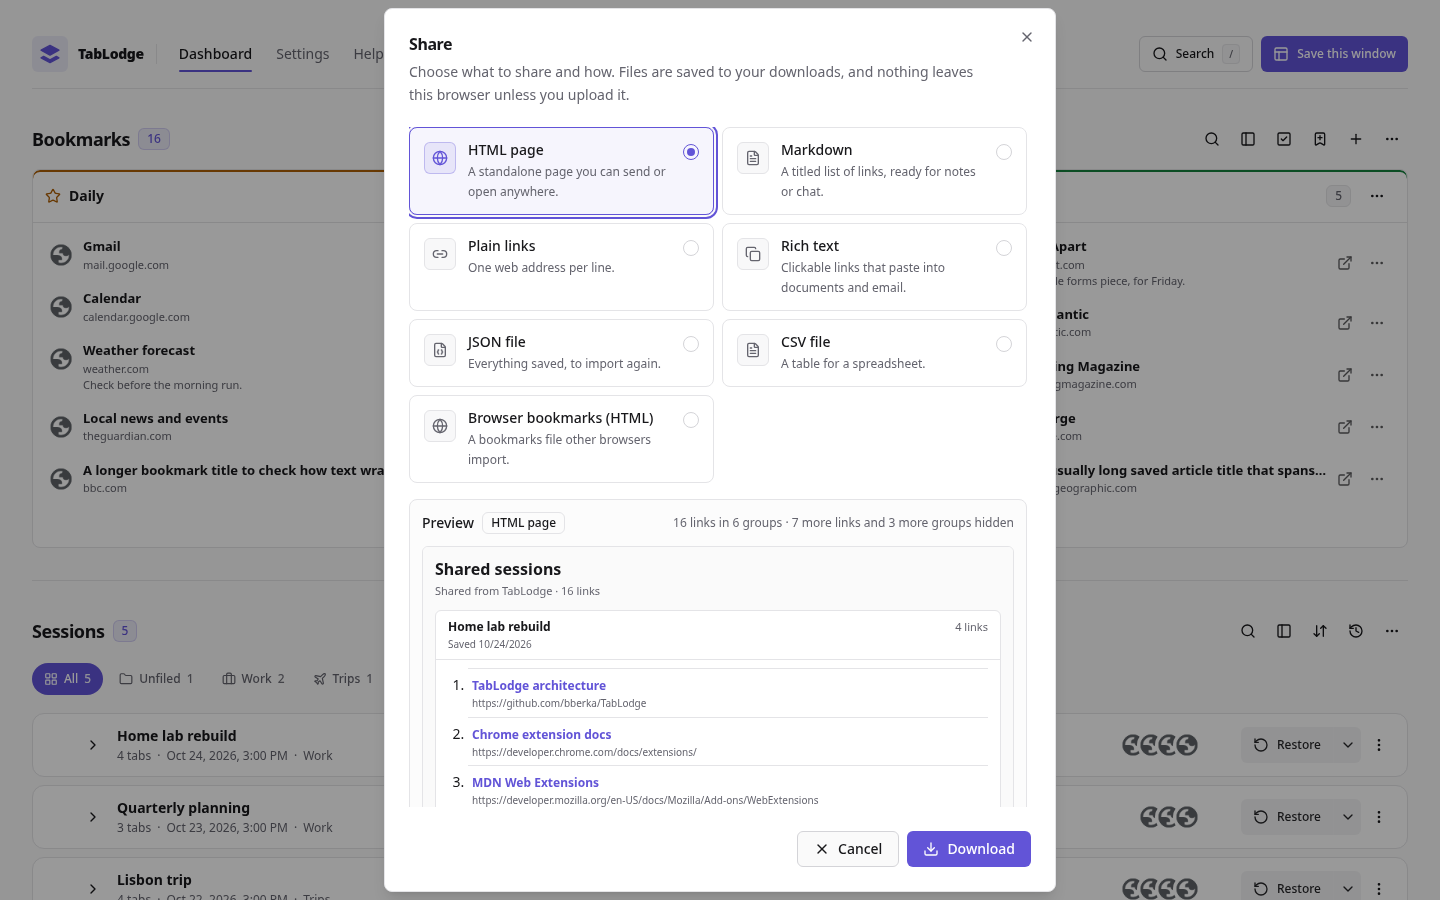 TabLodge
Dashboard
Settings
Help
Search /
Save this window
Bookmarks 16
Daily
Gmail
mail.google.com
Calendar
calendar.google.com
Weather forecast
weather.com
Check before the morning run.
Local news and events
theguardian.com
A longer bookmark title to check how text wra
bbc.com
5
Apart
t.com
le forms piece, for Friday.
antic
ic.com
ing Magazine
gmagazine.com
rge
.com
sually long saved article title that spans...
geographic.com
Sessions 5
All 5
Unfiled 1
Work 2
Trips 1
Home lab rebuild
4 tabs · Oct 24, 2026, 3:00 PM · Work
Restore
Quarterly planning
3 tabs · Oct 23, 2026, 3:00 PM · Work
Restore
Lisbon trip
4 tabs · Oct 22, 2026, 3:00 PM · Trips
Restore
Share
Choose what to share and how. Files are saved to your downloads, and nothing leaves
this browser unless you upload it.
HTML page
A standalone page you can send or
open anywhere.
Markdown
A titled list of links, ready for notes
or chat.
Plain links
One web address per line.
Rich text
Clickable links that paste into
documents and email.
JSON file
Everything saved, to import again.
CSV file
A table for a spreadsheet.
Browser bookmarks (HTML)
A bookmarks file other browsers
import.
Preview HTML page
16 links in 6 groups · 7 more links and 3 more groups hidden
Shared sessions
Shared from TabLodge · 16 links
Home lab rebuild
4 links
Saved 10/24/2026
1. TabLodge architecture
https://github.com/bberka/TabLodge
2. Chrome extension docs
https://developer.chrome.com/docs/extensions/
3. MDN Web Extensions
https://developer.mozilla.org/en-US/docs/Mozilla/Add-ons/WebExtensions
Cancel
Download